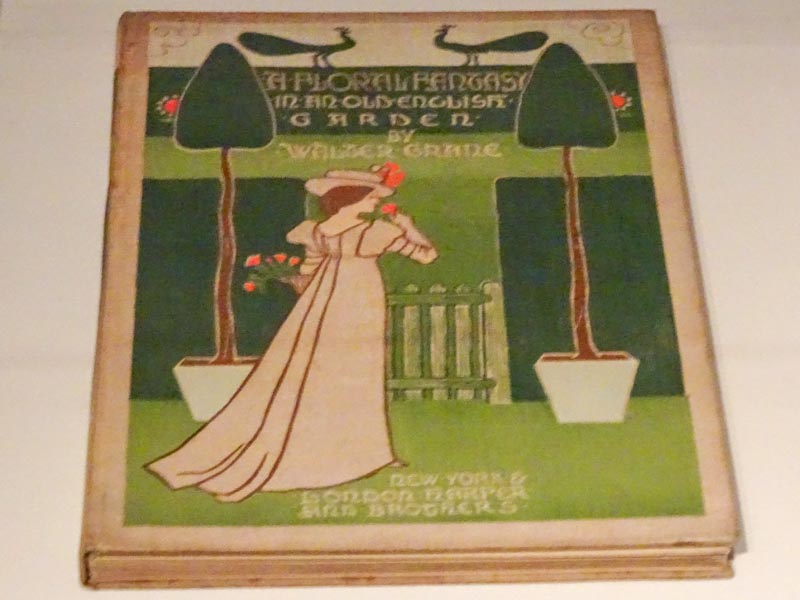 A FLORAL FANTASY
IN · AN · OLD · ENGLISH ·
· GARDEN ·
BY
· WALTER · CRANE
NEW YORK &
LONDON HARPER
AND BROTHERS ·